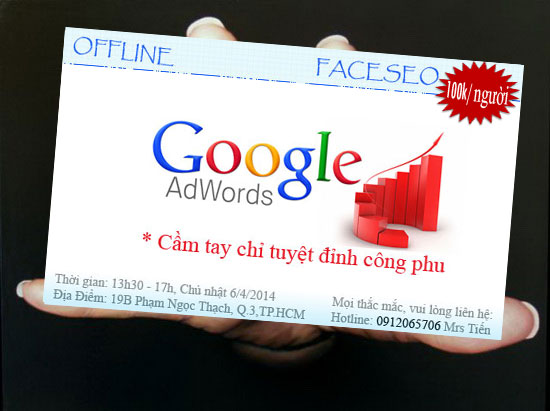 OFFLINE
FACESEO
100k/ người
Google
AdWords
* Cầm tay chỉ tuyệt đỉnh công phu
Thời gian: 13h30 - 17h, Chủ nhật 6/4/2014
Địa Điểm: 19B Phạm Ngọc Thạch, Q.3,TP.HCM
Mọi thắc mắc, vui lòng liên hệ:
Hotline: 0912065706 Mrs Tiến